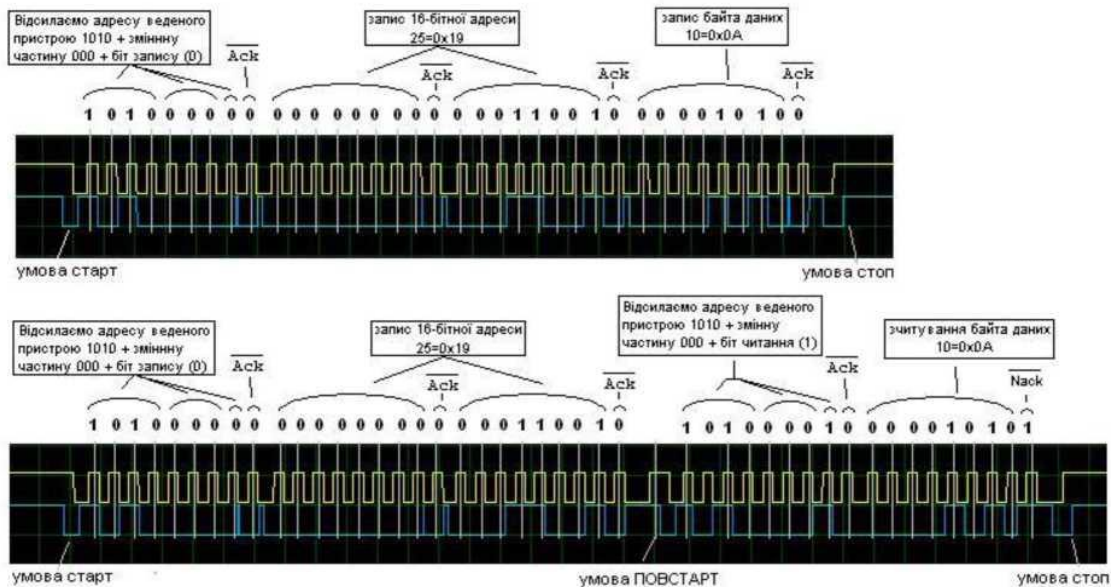 Відсилаємо адресу веденого
пристрою 1010 + зміннну
частину 000 + біт запису (0)
Ack
запис 16-бітної адреси
25=0x19
Ack
Ack
запис байта даних
10=0x0A
Ack
1 0 1 0 0 0 0 0 0 0 0 0 0 0 0 0 0 0 0 0 0 1 1 0 0 1 0 0 0 0 0 1 0 1 0 0
умова старт
умова стоп
Відсилаємо адресу веденого
пристрою 1010 + зміннну
частину 000 + біт запису (0)
Ack
запис 16-бітної адреси
25=0x19
Ack
Ack
Відсилаємо адресу веденого
пристрою 1010 + змінну
частину 000 + біт читання (1)
Ack
зчитування байта даних
10=0x0A
Nack
1 0 1 0 0 0 0 0 0 0 0 0 0 0 0 0 0 0 0 0 0 1 1 0 0 1 0 1 0 1 0 0 0 0 1 0 0 0 0 0 1 0 1 0 1
умова старт
умова ПОВСТАРТ
умова стоп